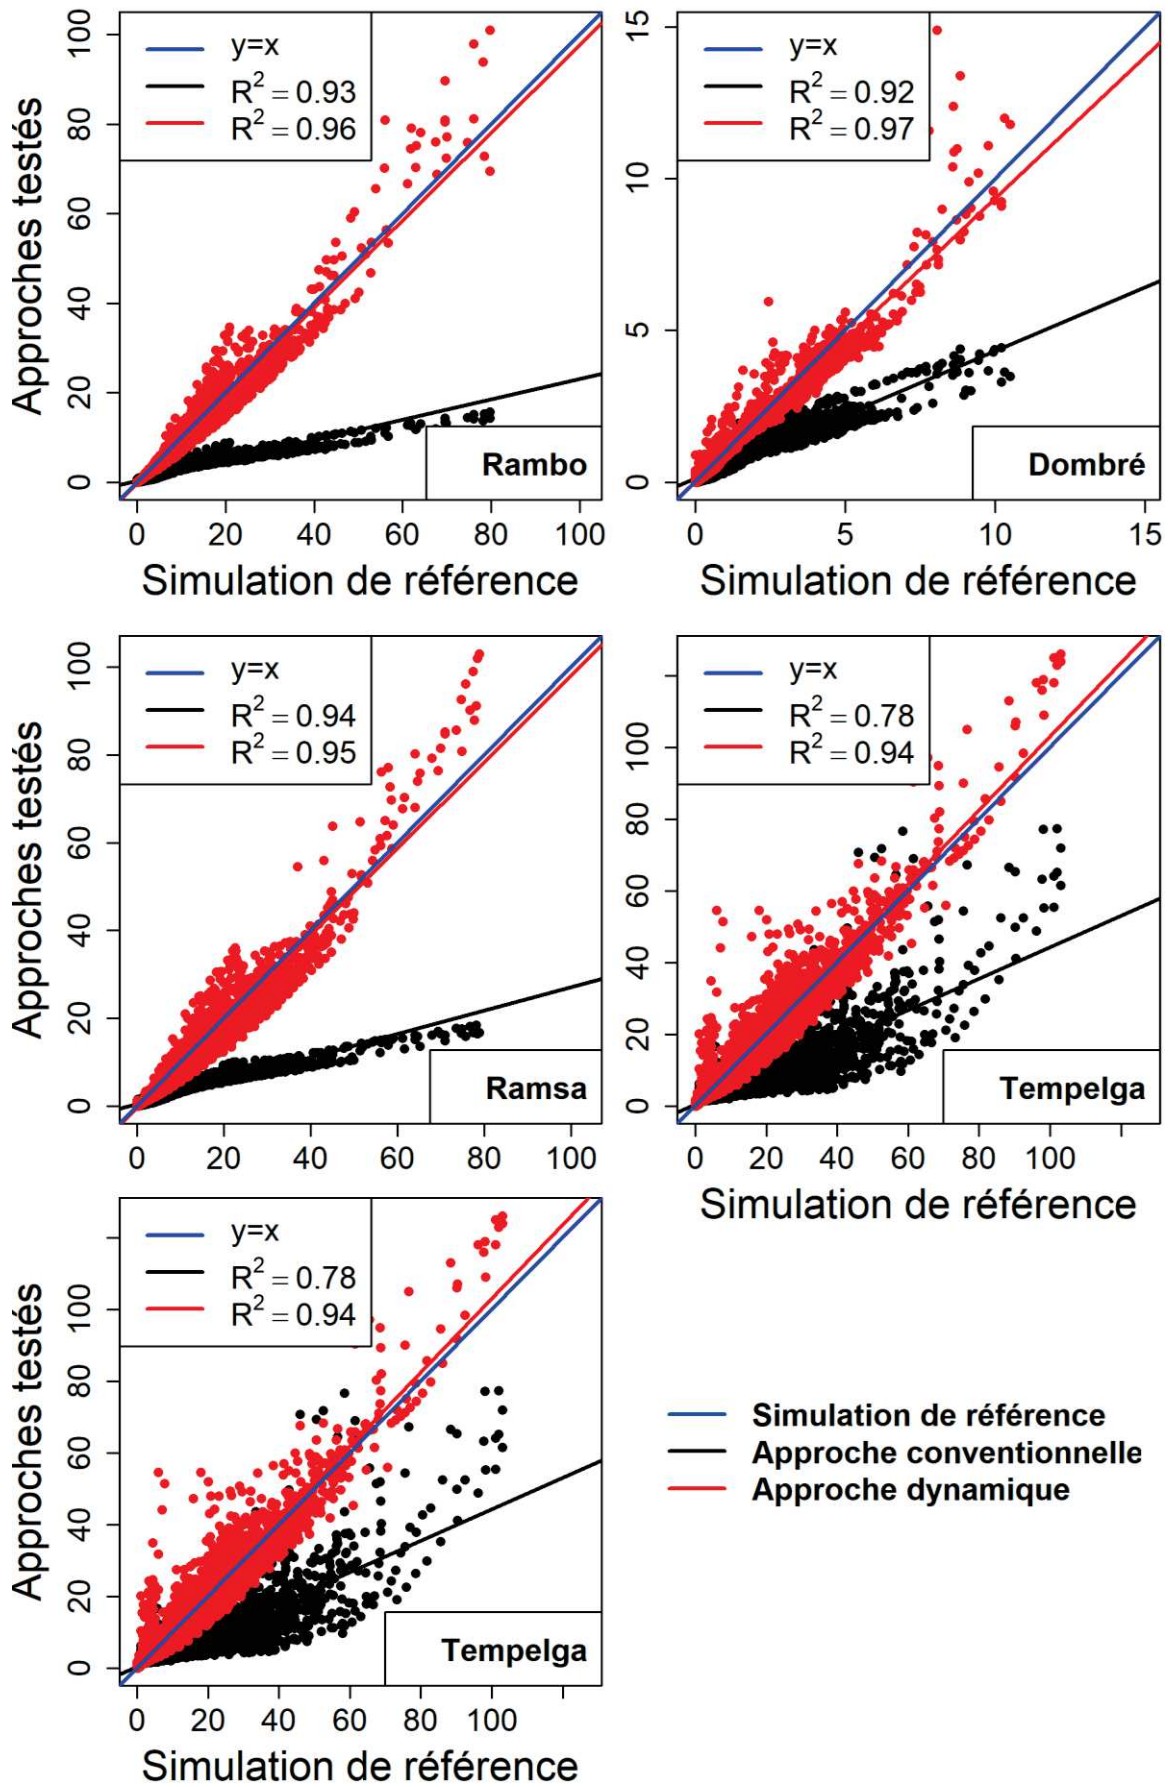 Approches testés
100
80
60
40
20
0
y=x
R² = 0.93
R² = 0.96
Rambo
0 20 40 60 80 100
Simulation de référence
15
10
5
0
y=x
R² = 0.92
R² = 0.97
Dombré
0 5 10 15
Simulation de référence
Approches testés
100
80
60
40
20
0
y=x
R² = 0.94
R² = 0.95
Ramsa
0 20 40 60 80 100
100
80
60
40
20
0
y=x
R² = 0.78
R² = 0.94
Tempelga
0 20 40 60 80 100
Simulation de référence
Approches testés
100
80
60
40
20
0
y=x
R² = 0.78
R² = 0.94
Tempelga
0 20 40 60 80 100
Simulation de référence
Simulation de référence
Approche conventionnelle
Approche dynamique